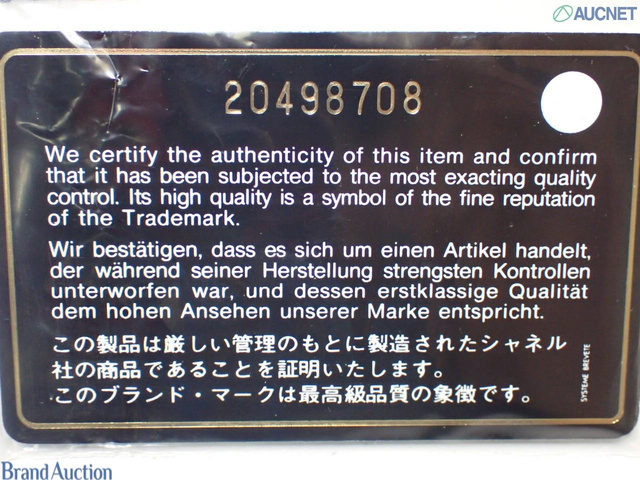 AUCNET
20498708
We certify the authenticity of this item and confirm
that it has been subjected to the most exacting quality
control. Its high quality is a symbol of the fine reputation
of the Trademark.
Wir bestätigen, dass es sich um einen Artikel handelt,
der während seiner Herstellung strengsten Kontrollen
unterworfen war, und dessen erstklassige Qualität
dem hohen Ansehen unserer Marke entspricht.
この製品は厳しい管理のもとに製造されたシャネル
社の商品であることを証明いたします。
このブランド・マークは最高級品質の象徴です。
SYSTEME BREVETE
Brand Auction